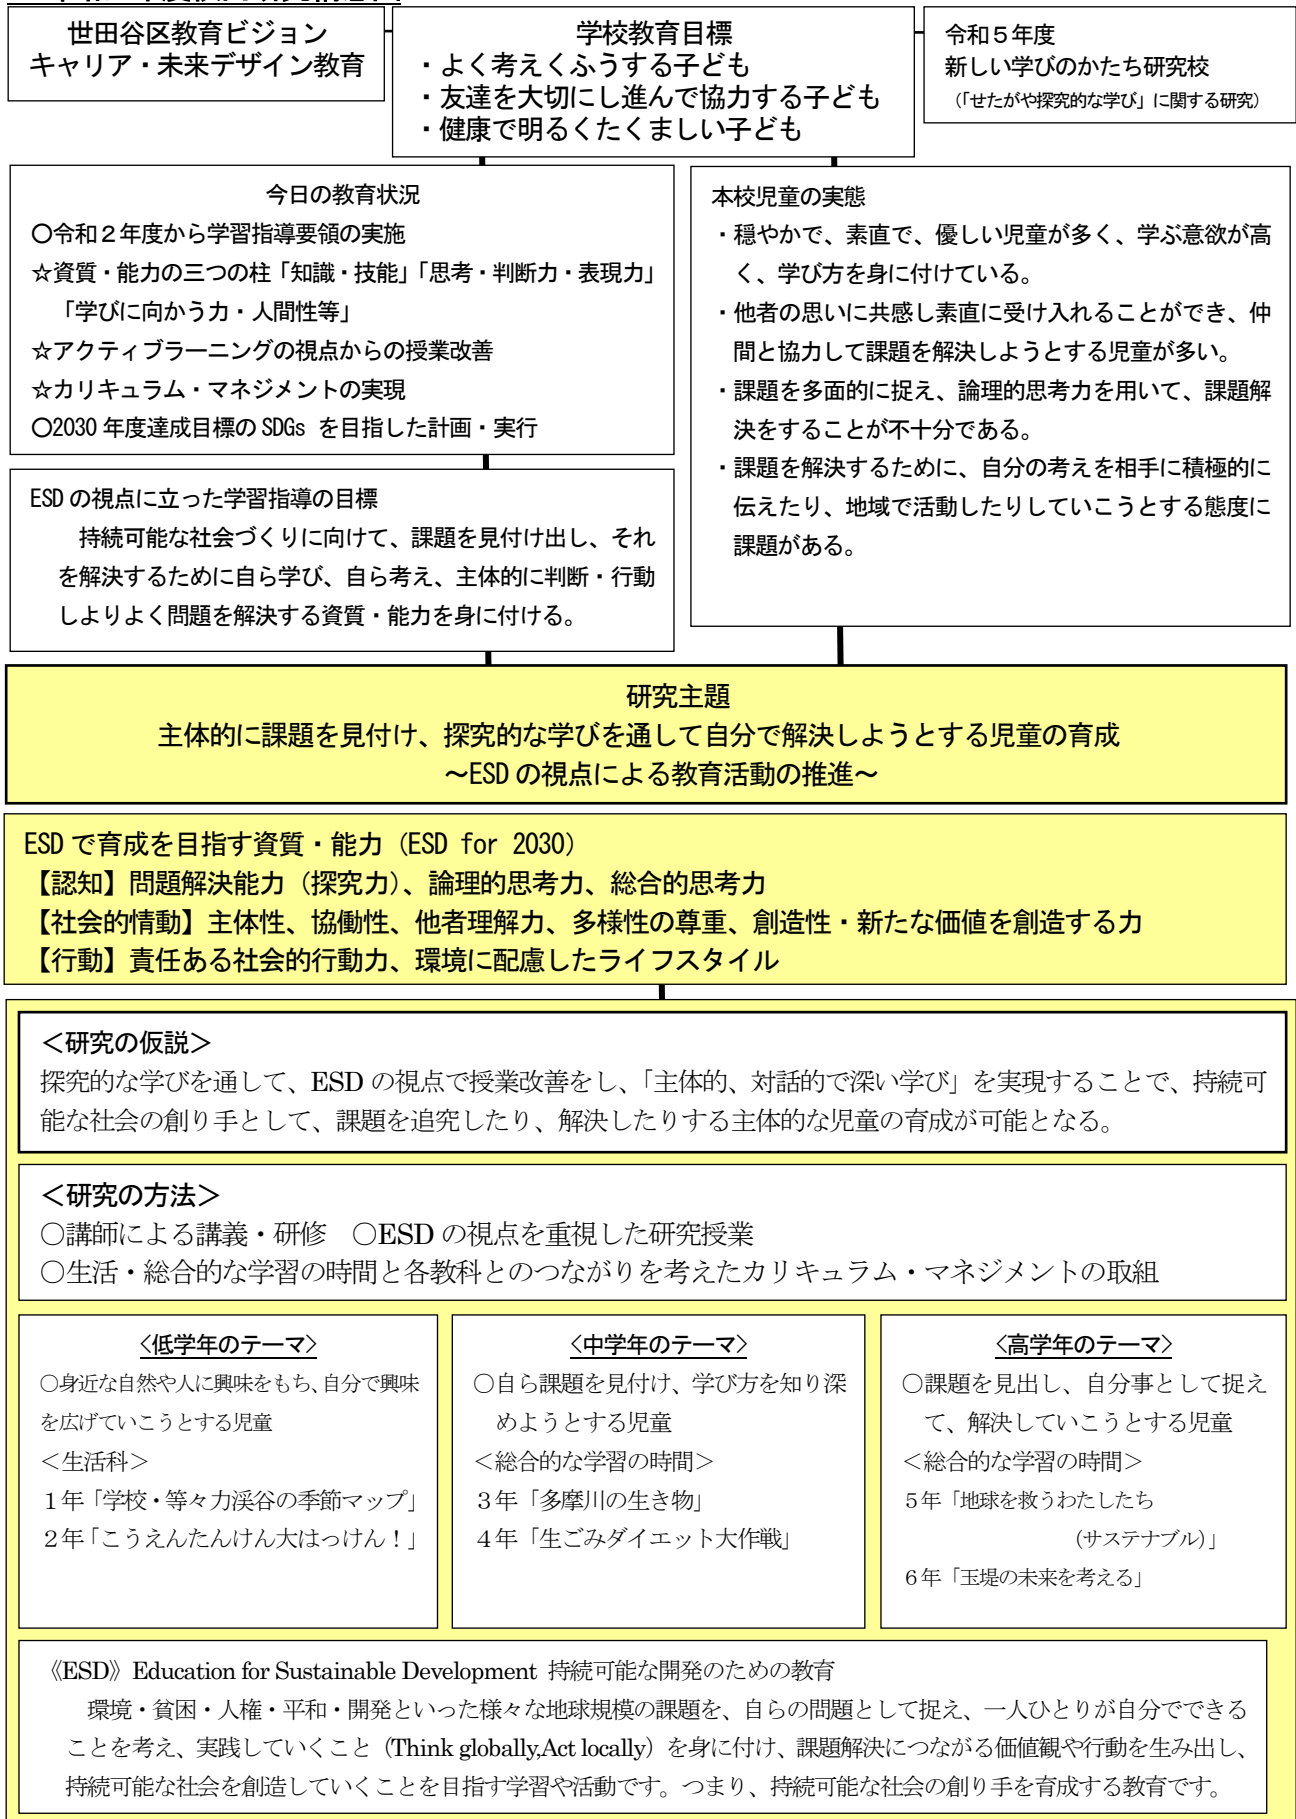 世田谷区教育ビジョン
キャリア・未来デザイン教育
学校教育目標
・よく考えくふうする子ども
・友達を大切にし進んで協力する子ども
・健康で明るくたくましい子ども
令和５年度
新しい学びのかたち研究校
（「せたがや探究的な学び」に関する研究）
今日の教育状況
〇令和２年度から学習指導要領の実施
☆資質・能力の三つの柱「知識・技能」「思考・判断力・表現力」
「学びに向かう力・人間性等」
☆アクティブラーニングの視点からの授業改善
☆カリキュラム・マネジメントの実現
〇2030 年度達成目標の SDGs を目指した計画・実行
ESD の視点に立った学習指導の目標
持続可能な社会づくりに向けて、課題を見付け出し、それ
を解決するために自ら学び、自ら考え、主体的に判断・行動
しよりよく問題を解決する資質・能力を身に付ける。
本校児童の実態
・穏やかで、素直で、優しい児童が多く、学ぶ意欲が高
く、学び方を身に付けている。
・他者の思いに共感し素直に受け入れることができ、仲
間と協力して課題を解決しようとする児童が多い。
・課題を多面的に捉え、論理的思考力を用いて、課題解
決をすることが不十分である。
・課題を解決するために、自分の考えを相手に積極的に
伝えたり、地域で活動したりしていこうとする態度に
課題がある。
研究主題
主体的に課題を見付け、探究的な学びを通して自分で解決しようとする児童の育成
～ESD の視点による教育活動の推進～
ESD で育成を目指す資質・能力（ESD for 2030）
【認知】問題解決能力（探究力）、論理的思考力、総合的思考力
【社会的情動】主体性、協働性、他者理解力、多様性の尊重、創造性・新たな価値を創造する力
【行動】責任ある社会的行動力、環境に配慮したライフスタイル
＜研究の仮説＞
探究的な学びを通して、ESD の視点で授業改善をし、「主体的、対話的で深い学び」を実現することで、持続可
能な社会の創り手として、課題を追究したり、解決したりする主体的な児童の育成が可能となる。
＜研究の方法＞
〇講師による講義・研修　〇ESD の視点を重視した研究授業
〇生活・総合的な学習の時間と各教科とのつながりを考えたカリキュラム・マネジメントの取組
〈低学年のテーマ〉
〇身近な自然や人に興味をもち、自分で興味
を広げていこうとする児童
＜生活科＞
１年「学校・等々力渓谷の季節マップ」
２年「こうえんたんけん大はっけん！」
〈中学年のテーマ〉
〇自ら課題を見付け、学び方を知り深
めようとする児童
＜総合的な学習の時間＞
３年「多摩川の生き物」
４年「生ごみダイエット大作戦」
〈高学年のテーマ〉
〇課題を見出し、自分事として捉え
て、解決していこうとする児童
＜総合的な学習の時間＞
５年「地球を救うわたしたち
（サステナブル）」
６年「玉堤の未来を考える」
《ESD》Education for Sustainable Development 持続可能な開発のための教育
環境・貧困・人権・平和・開発といった様々な地球規模の課題を、自らの問題として捉え、一人ひとりが自分でできる
ことを考え、実践していくこと（Think globally,Act locally）を身に付け、課題解決につながる価値観や行動を生み出し、
持続可能な社会を創造していくことを目指す学習や活動です。つまり、持続可能な社会の創り手を育成する教育です。